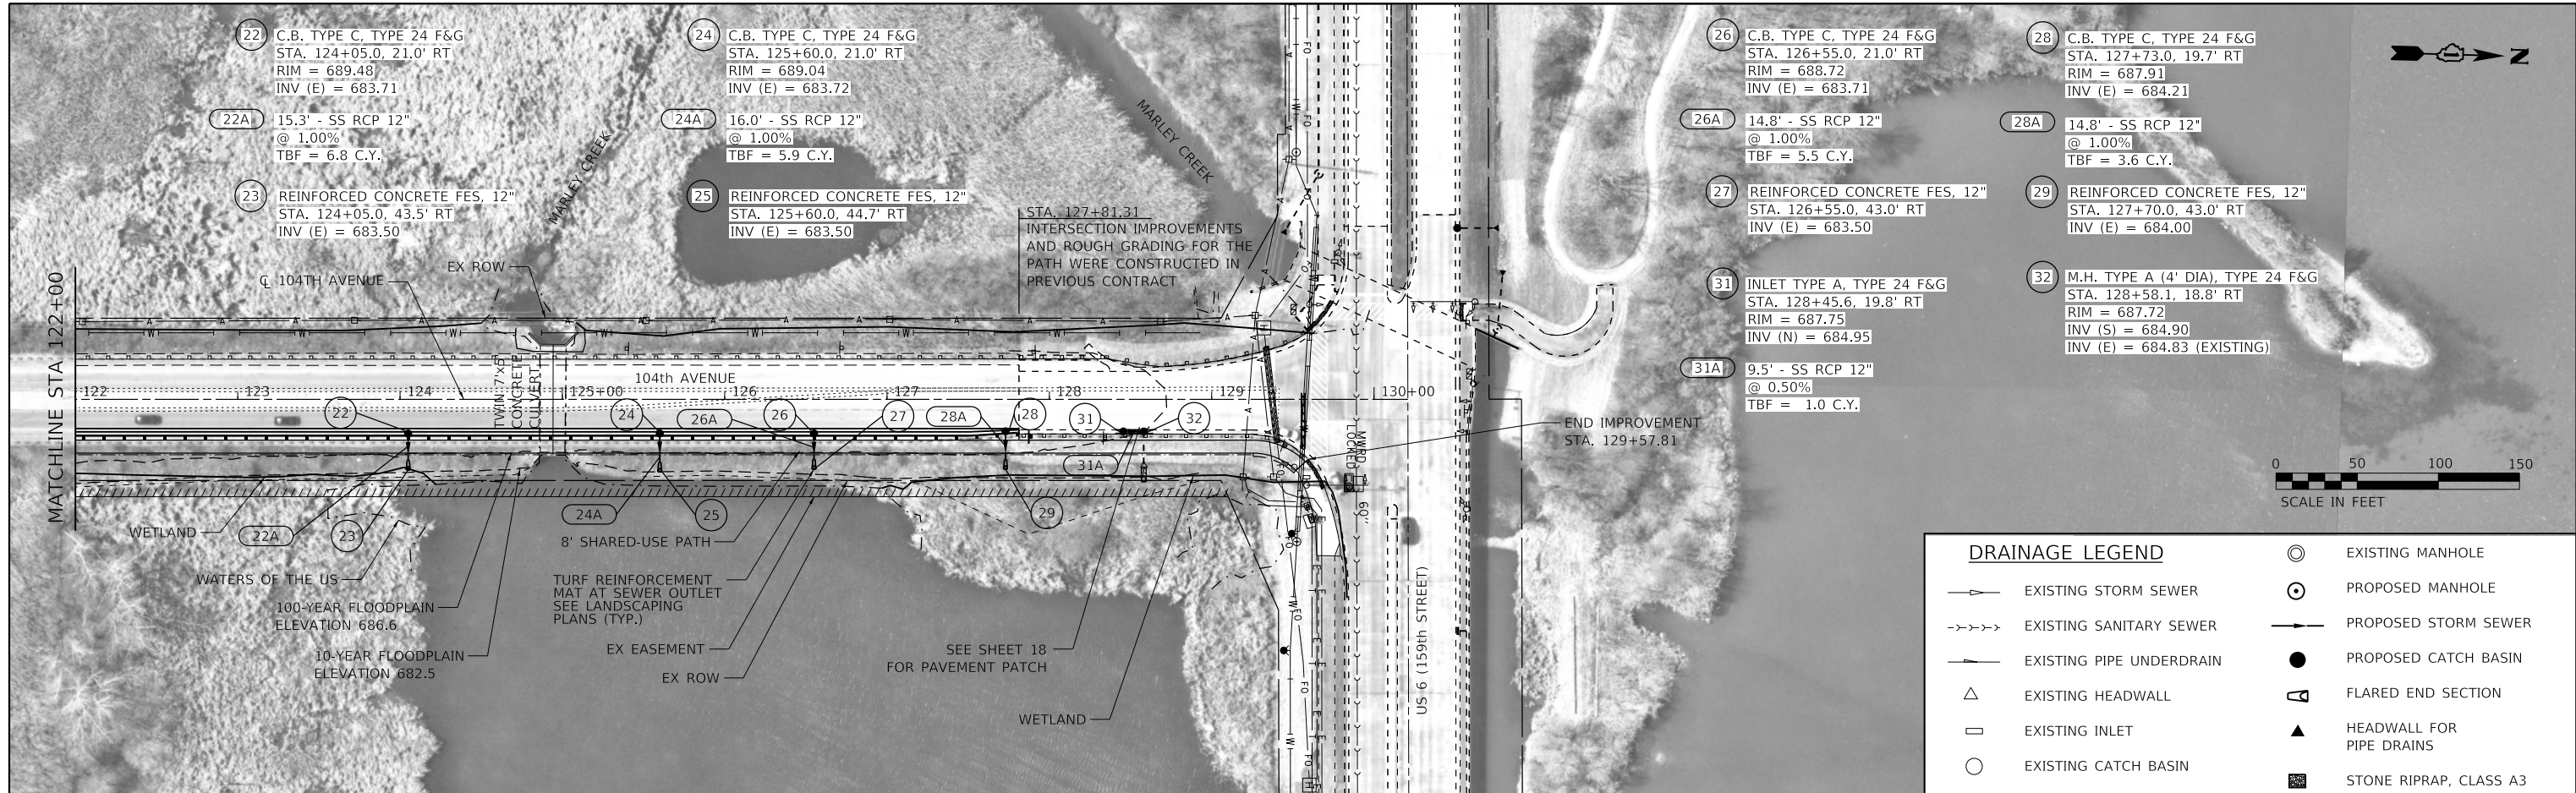 22
C.B. TYPE C, TYPE 24 F&G
STA. 124+05.0, 21.0' RT
RIM = 689.48
INV (E) = 683.71
22A
15.3' - SS RCP 12"
@ 1.00%
TBF = 6.8 C.Y.
23
REINFORCED CONCRETE FES, 12"
STA. 124+05.0, 43.5' RT
INV (E) = 683.50
24
C.B. TYPE C, TYPE 24 F&G
STA. 125+60.0, 21.0' RT
RIM = 689.04
INV (E) = 683.72
24A
16.0' - SS RCP 12"
@ 1.00%
TBF = 5.9 C.Y.
25
REINFORCED CONCRETE FES, 12"
STA. 125+60.0, 44.7' RT
INV (E) = 683.50
26
C.B. TYPE C, TYPE 24 F&G
STA. 126+55.0, 21.0' RT
RIM = 688.72
INV (E) = 683.71
26A
14.8' - SS RCP 12"
@ 1.00%
TBF = 5.5 C.Y.
27
REINFORCED CONCRETE FES, 12"
STA. 126+55.0, 43.0' RT
INV (E) = 683.50
31
INLET TYPE A, TYPE 24 F&G
STA. 128+45.6, 19.8' RT
RIM = 687.75
INV (N) = 684.95
31A
9.5' - SS RCP 12"
@ 0.50%
TBF = 1.0 C.Y.
28
C.B. TYPE C, TYPE 24 F&G
STA. 127+73.0, 19.7' RT
RIM = 687.91
INV (E) = 684.21
28A
14.8' - SS RCP 12"
@ 1.00%
TBF = 3.6 C.Y.
29
REINFORCED CONCRETE FES, 12"
STA. 127+70.0, 43.0' RT
INV (E) = 684.00
32
M.H. TYPE A (4' DIA), TYPE 24 F&G
STA. 128+58.1, 18.8' RT
RIM = 687.72
INV (S) = 684.90
INV (E) = 684.83 (EXISTING)
N
MARLEY CREEK
MARLEY CREEK
STA. 127+81.31
INTERSECTION IMPROVEMENTS
AND ROUGH GRADING FOR THE
PATH WERE CONSTRUCTED IN
PREVIOUS CONTRACT
EX ROW
℄ 104TH AVENUE
MATCHLINE STA 122+00
TWIN 7'x5'
CONCRETE
CULVERT
104th AVENUE
122
123
124
125+00
126
127
128
129
130+00
22
24
26A
26
27
28A
28
31
32
31A
END IMPROVEMENT
STA. 129+57.81
MWRD 60"
LOCKED
US 6 (159th STREET)
WETLAND
22A
23
24A
25
29
WATERS OF THE US
100-YEAR FLOODPLAIN
ELEVATION 686.6
10-YEAR FLOODPLAIN
ELEVATION 682.5
8' SHARED-USE PATH
TURF REINFORCEMENT
MAT AT SEWER OUTLET
SEE LANDSCAPING
PLANS (TYP.)
EX EASEMENT
EX ROW
SEE SHEET 18
FOR PAVEMENT PATCH
WETLAND
0 50 100 150
SCALE IN FEET
DRAINAGE LEGEND
EXISTING STORM SEWER
EXISTING SANITARY SEWER
EXISTING PIPE UNDERDRAIN
EXISTING HEADWALL
EXISTING INLET
EXISTING CATCH BASIN
EXISTING MANHOLE
PROPOSED MANHOLE
PROPOSED STORM SEWER
PROPOSED CATCH BASIN
FLARED END SECTION
HEADWALL FOR
PIPE DRAINS
STONE RIPRAP, CLASS A3